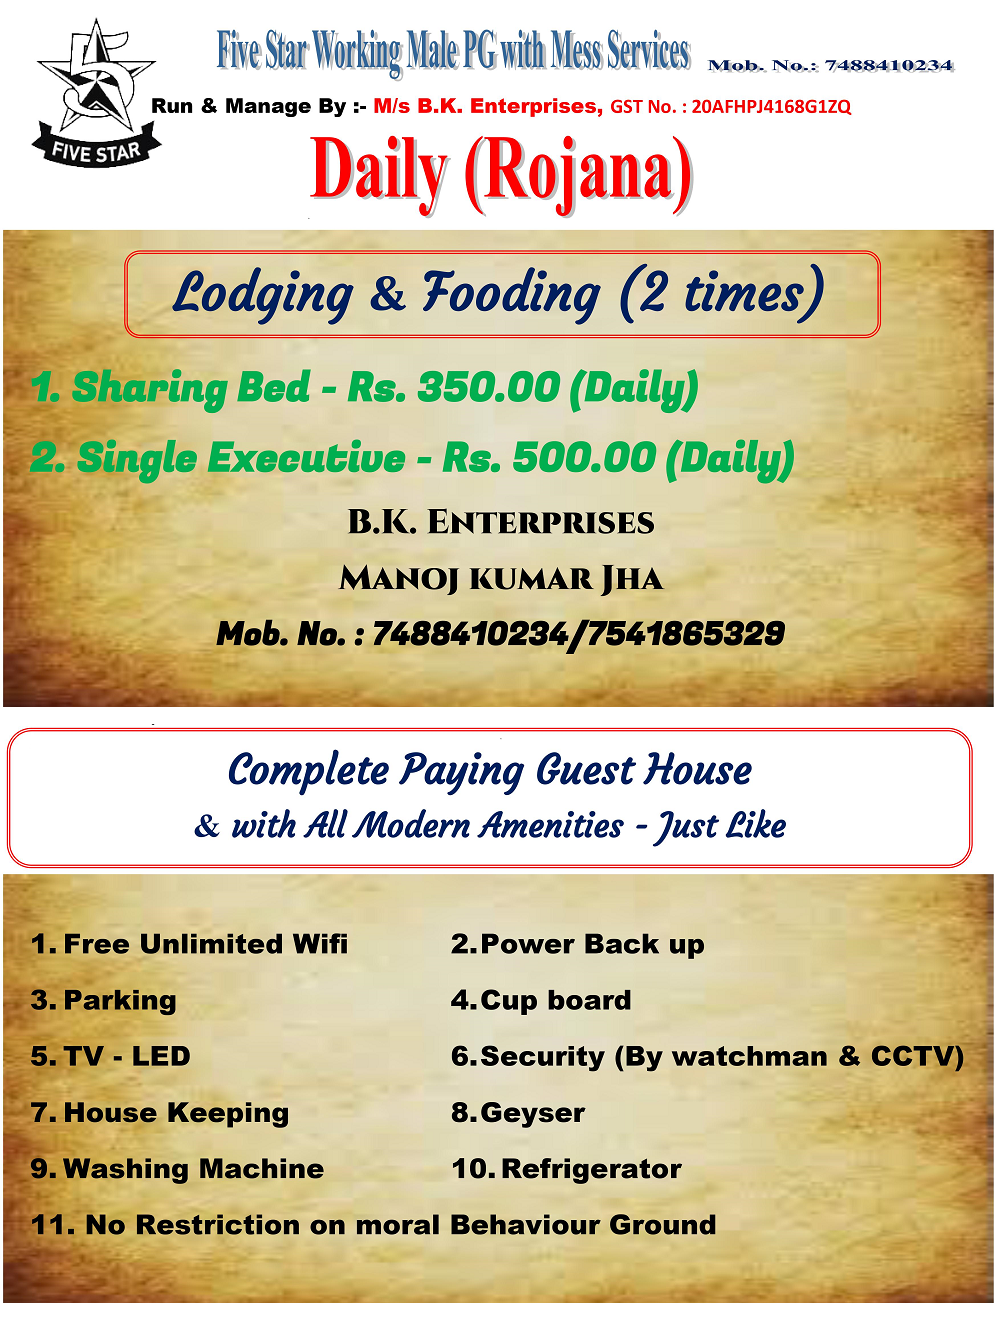 Five Star Working Male PG with Mess Services
Mob. No.: 7488410234
5
FIVE STAR
Run & Manage By :- M/s B.K. Enterprises, GST No. : 20AFHPJ4168G1ZQ
Daily (Rojana)
Lodging & Fooding (2 times)
1. Sharing Bed - Rs. 350.00 (Daily)
2. Single Executive - Rs. 500.00 (Daily)
B.K. Enterprises
Manoj kumar Jha
Mob. No. : 7488410234/7541865329
Complete Paying Guest House
& with All Modern Amenities - Just Like
1. Free Unlimited Wifi
2. Power Back up
3. Parking
4. Cup board
5. TV - LED
6. Security (By watchman & CCTV)
7. House Keeping
8. Geyser
9. Washing Machine
10. Refrigerator
11. No Restriction on moral Behaviour Ground